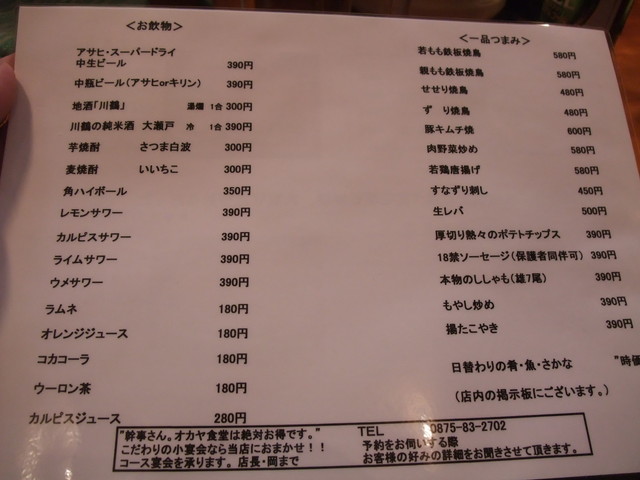 ＜お飲物＞
アサヒ・スーパードライ
中生ビール 390円
中瓶ビール（アサヒorキリン） 390円
地酒「川鶴」 湯燗 1合 300円
川鶴の純米酒 大瀬戸 冷 1合 390円
芋焼酎 さつま白波 300円
麦焼酎 いいちこ 300円
角ハイボール 350円
レモンサワー 390円
カルピスサワー 390円
ライムサワー 390円
ウメサワー 390円
ラムネ 180円
オレンジジュース 180円
コカコーラ 180円
ウーロン茶 180円
カルピスジュース 280円
＜一品つまみ＞
若もも鉄板焼鳥 580円
親もも鉄板焼鳥 580円
せせり焼鳥 480円
ずり焼鳥 480円
豚キムチ焼 600円
肉野菜炒め 580円
若鶏唐揚げ 580円
すなずり刺し 450円
生レバ 500円
厚切り熱々のポテトチップス 390円
18禁ソーセージ（保護者同伴可） 390円
本物のししゃも（雄7尾） 390円
もやし炒め 390円
揚たこやき 390円
日替わりの肴・魚・さかな "時価
（店内の掲示板にございます。）
"幹事さん。オカヤ食堂は絶対お得です。"
こだわりの小宴会なら当店におまかせ！！
コース宴会を承ります。店長・岡まで
TEL 0875-83-2702
予約をお伺いする際
お客様の好みの詳細をお聞きさせて頂きます。